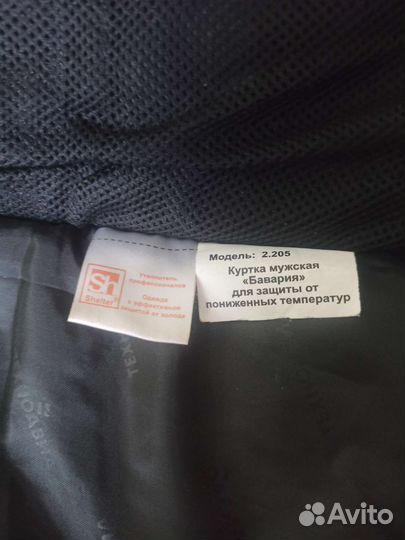 Sh
Shelter®
Утеплитель
профессионалов
Одежда
с эффективной
защитой от холода
Модель: 2.205
Куртка мужская
«Бавария»
для защиты от
пониженных температур
Avito